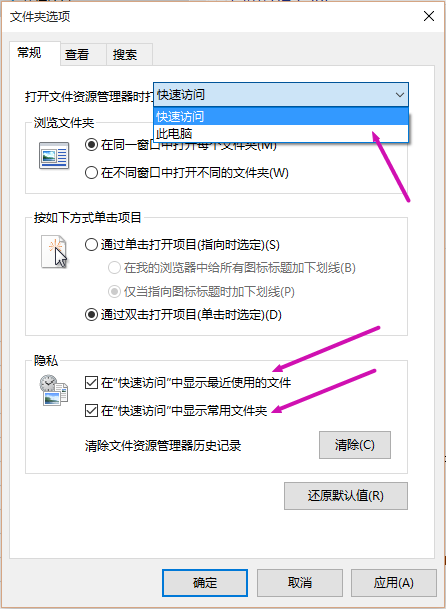 文件夹选项
常规
查看
搜索
打开文件资源管理器时打
快速访问
快速访问
此电脑
浏览文件夹
在同一窗口中打开每个文件夹(M)
在不同窗口中打开不同的文件夹(W)
按如下方式单击项目
通过单击打开项目(指向时选定)(S)
在我的浏览器中给所有图标标题加下划线(B)
仅当指向图标标题时加下划线(P)
通过双击打开项目(单击时选定)(D)
隐私
在“快速访问”中显示最近使用的文件
在“快速访问”中显示常用文件夹
清除文件资源管理器历史记录
清除(C)
还原默认值(R)
确定
取消
应用(A)